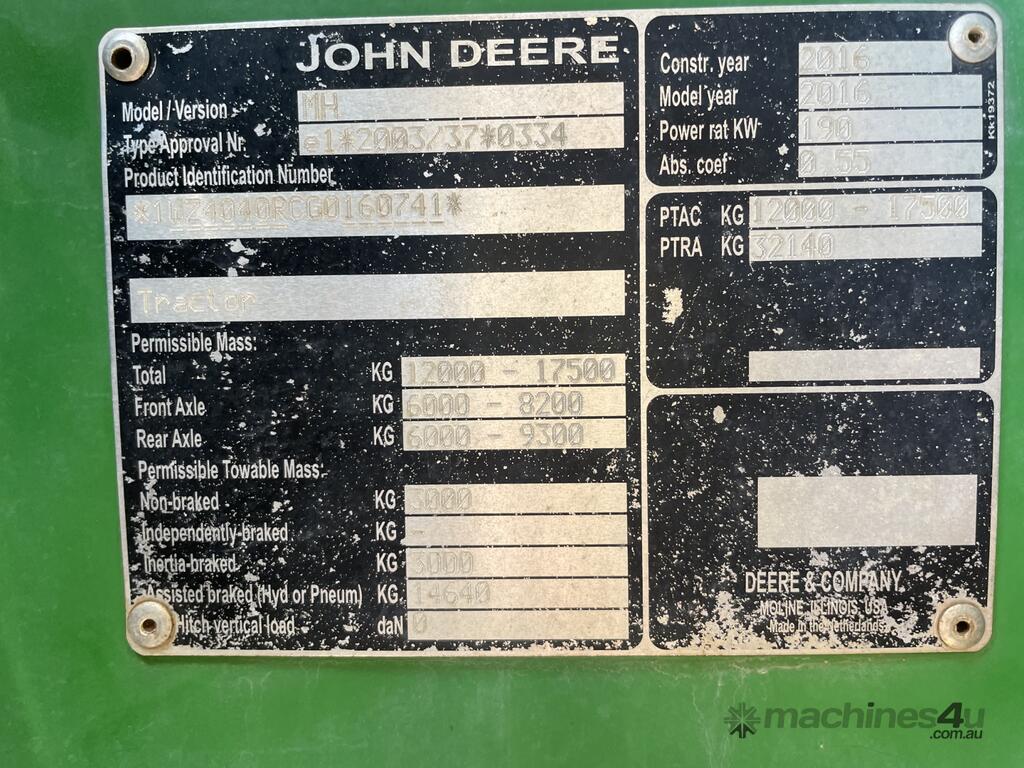 JOHN DEERE
Model / Version MH
Type Approval Nr. e1*2003/37*0334
Product Identification Number
*1YZ4040RCG0160741*
Tractor
Permissible Mass:
Total KG 12000 - 17500
Front Axle KG 6000 - 8200
Rear Axle KG 6000 - 9300
Permissible Towable Mass:
Non-braked KG 3000
Independently-braked KG -
Inertia-braked KG 3000
Assisted braked (Hyd or Pneum) KG 14640
Hitch vertical load daN 0
Constr. year 2016
Model year 2016
Power rat KW 190
Abs. coef 0.55
Kk19372
PTAC KG 12000 - 17500
PTRA KG 32140
DEERE & COMPANY
MOLINE, ILLINOIS, USA
Made in the Netherlands
machines4u
.com.au